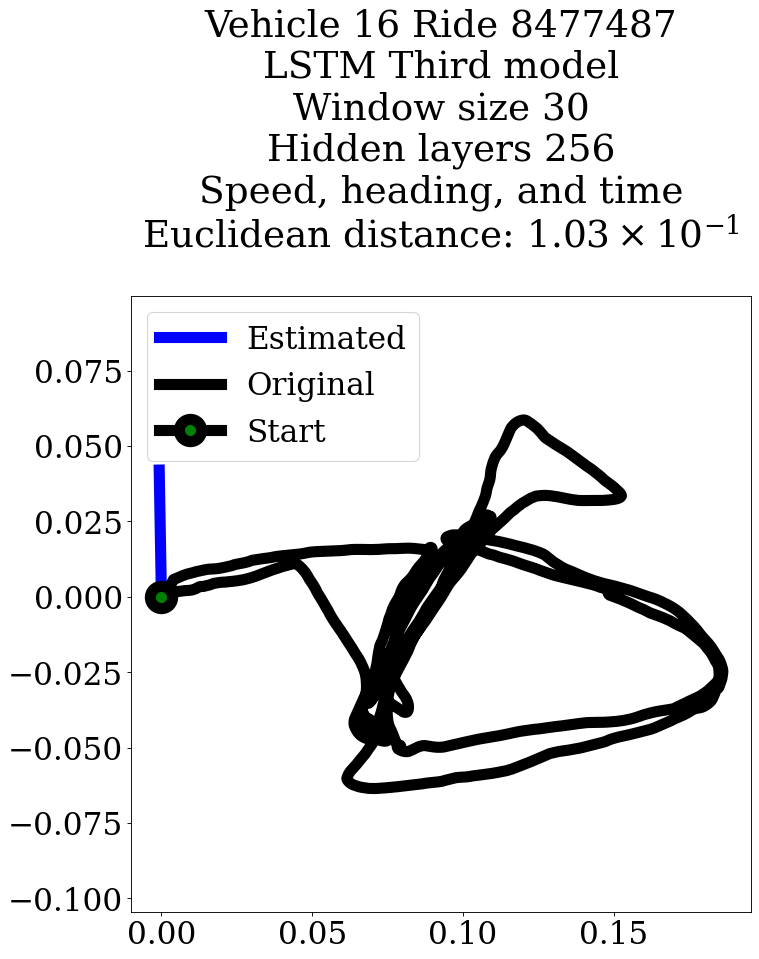 Vehicle 16 Ride 8477487
LSTM Third model
Window size 30
Hidden layers 256
Speed, heading, and time
Euclidean distance: 1.03 × 10⁻¹
Estimated
Original
Start
0.075
0.050
0.025
0.000
−0.025
−0.050
−0.075
−0.100
0.00 0.05 0.10 0.15